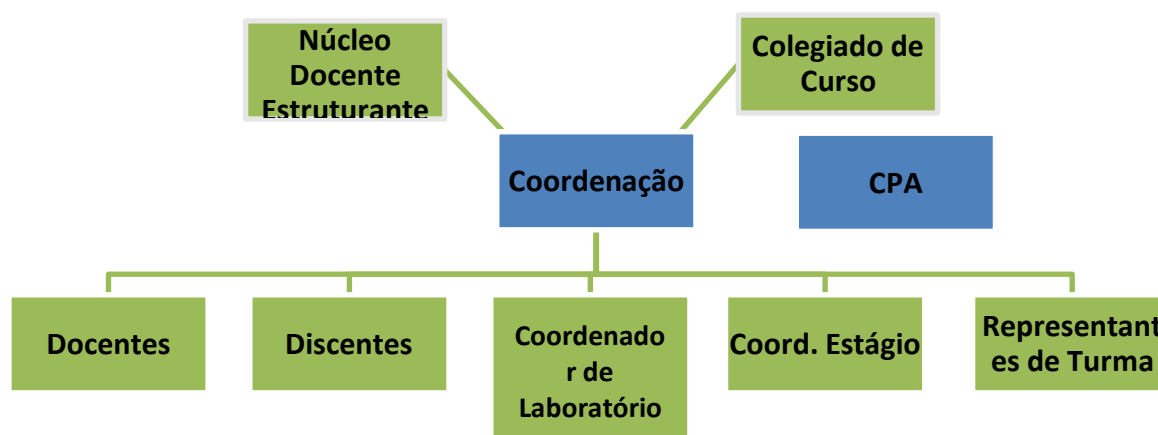 Núcleo
Docente
Estruturante
Colegiado de
Curso
Coordenação
CPA
Docentes
Discentes
Coordenado
r de
Laboratório
Coord. Estágio
Representant
es de Turma